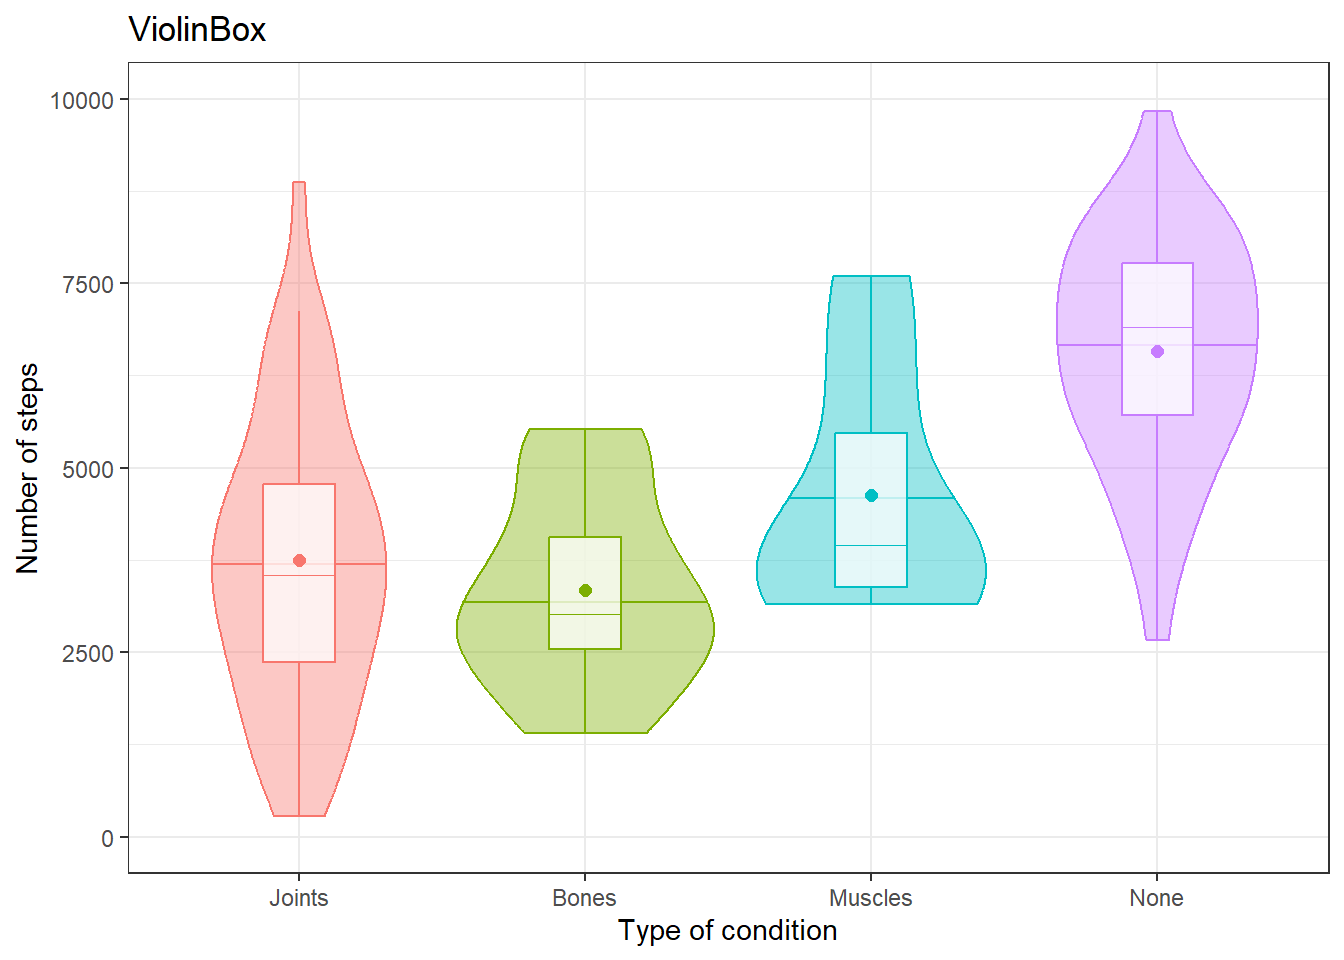 ViolinBox
10000
7500
5000
2500
0
Number of steps
Joints Bones Muscles None
Type of condition